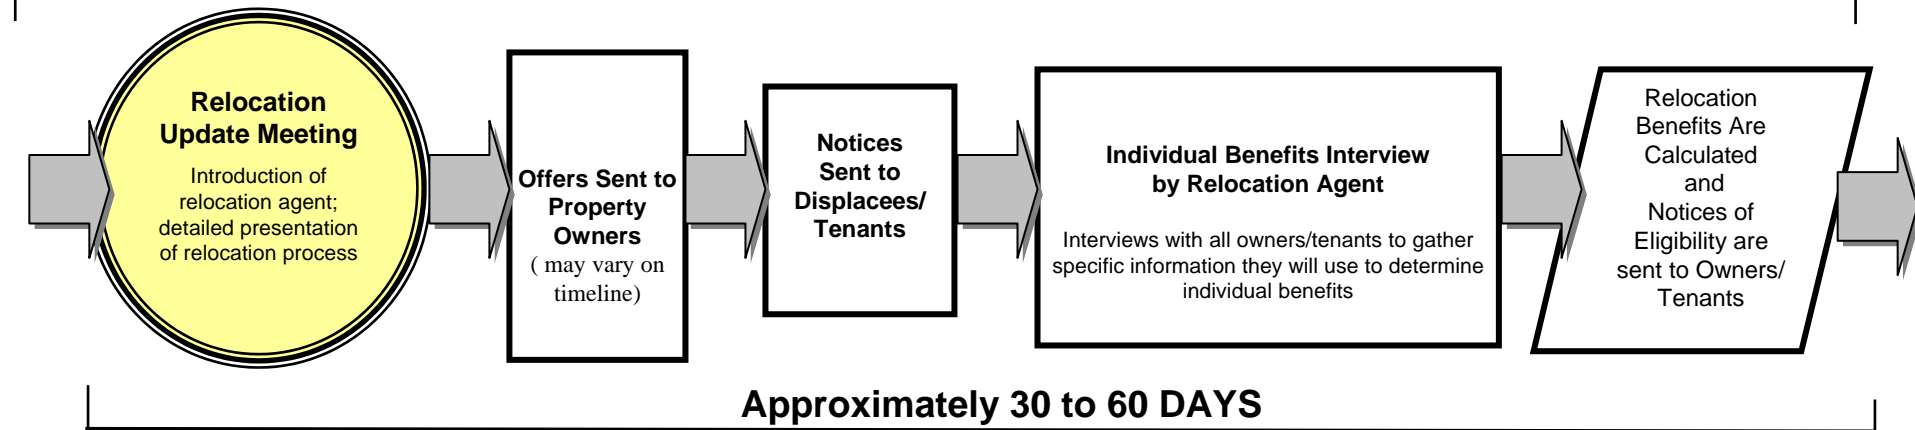 Relocation
Update Meeting
Introduction of
relocation agent;
detailed presentation
of relocation process
Offers Sent to
Property
Owners
( may vary on
timeline)
Notices
Sent to
Displacees/
Tenants
Individual Benefits Interview
by Relocation Agent
Interviews with all owners/tenants to gather
specific information they will use to determine
individual benefits
Relocation
Benefits Are
Calculated
and
Notices of
Eligibility are
sent to Owners/
Tenants
Approximately 30 to 60 DAYS